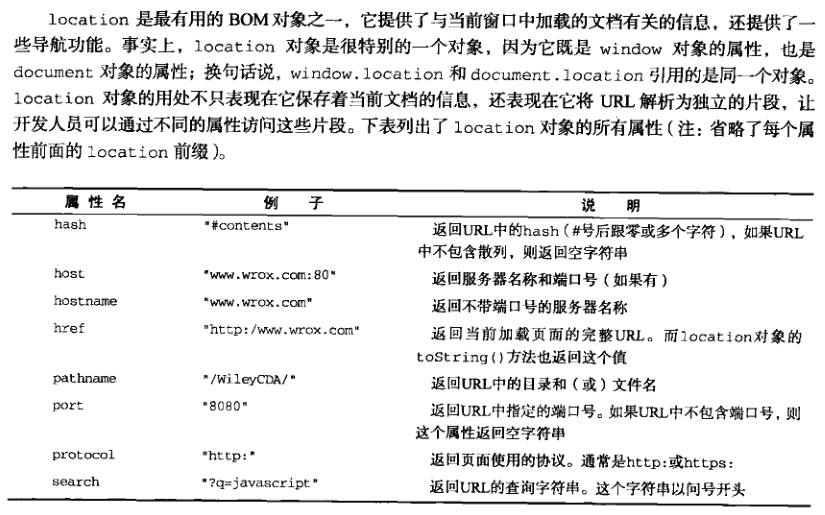 location 是最有用的 BOM 对象之一，它提供了与当前窗口中加载的文档有关的信息，还提供了一
些导航功能。事实上，location 对象是很特别的一个对象，因为它既是 window 对象的属性，也是
document 对象的属性；换句话说，window.location 和 document.location 引用的是同一个对象。
location 对象的用处不只表现在它保存着当前文档的信息，还表现在它将 URL 解析为独立的片段，让
开发人员可以通过不同的属性访问这些片段。下表列出了 location 对象的所有属性（注：省略了每个属
性前面的 location 前缀）。
属 性 名 例 子 说 明
hash "#contents" 返回URL中的hash（#号后跟零或多个字符），如果URL
中不包含散列，则返回空字符串
host "www.wrox.com:80" 返回服务器名称和端口号（如果有）
hostname "www.wrox.com" 返回不带端口号的服务器名称
href "http:/www.wrox.com" 返回当前加载页面的完整URL。而location对象的
toString()方法也返回这个值
pathname "/WileyCDA/" 返回URL中的目录和（或）文件名
port "8080" 返回URL中指定的端口号。如果URL中不包含端口号，则
这个属性返回空字符串
protocol "http:" 返回页面使用的协议。通常是http:或https:
search "?q=javascript" 返回URL的查询字符串。这个字符串以问号开头